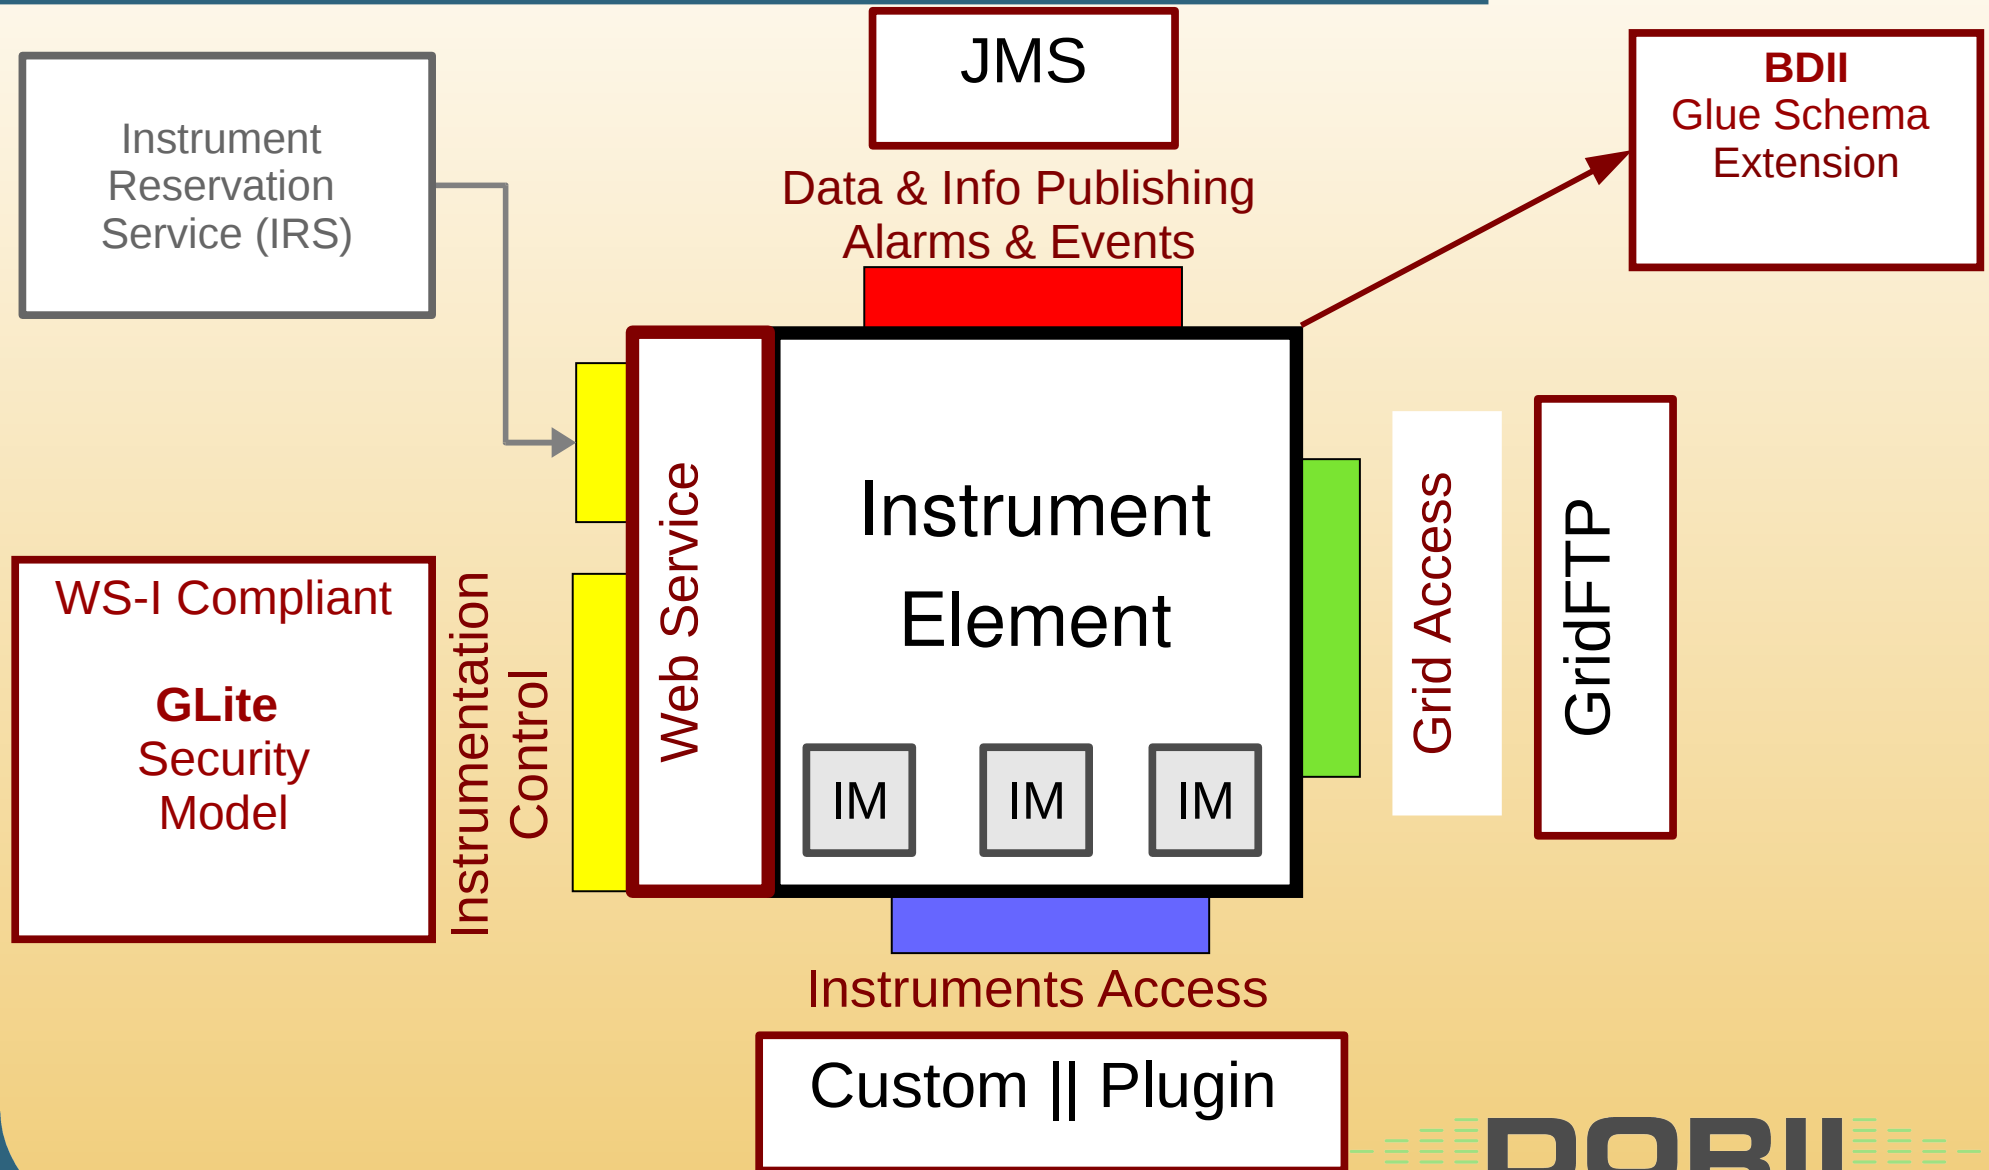 JMS
Instrument
Reservation
Service (IRS)
BDII
Glue Schema
Extension
Data & Info Publishing
Alarms & Events
Web Service
Instrument
Element
IM
IM
IM
Grid Access
GridFTP
WS-I Compliant
GLite
Security
Model
Instrumentation
Control
Instruments Access
Custom || Plugin